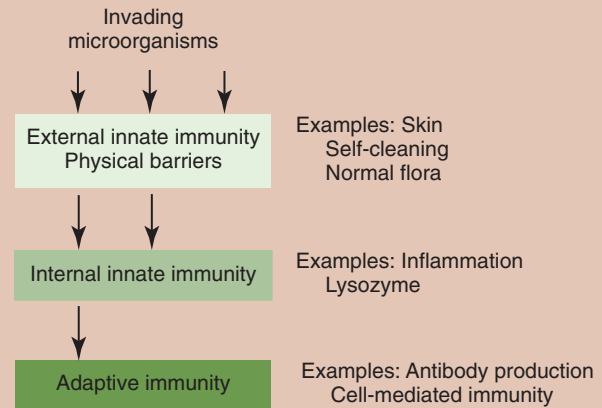 Invading
microorganisms
External innate immunity
Physical barriers
Examples: Skin
Self-cleaning
Normal flora
Internal innate immunity
Examples: Inflammation
Lysozyme
Adaptive immunity
Examples: Antibody production
Cell-mediated immunity